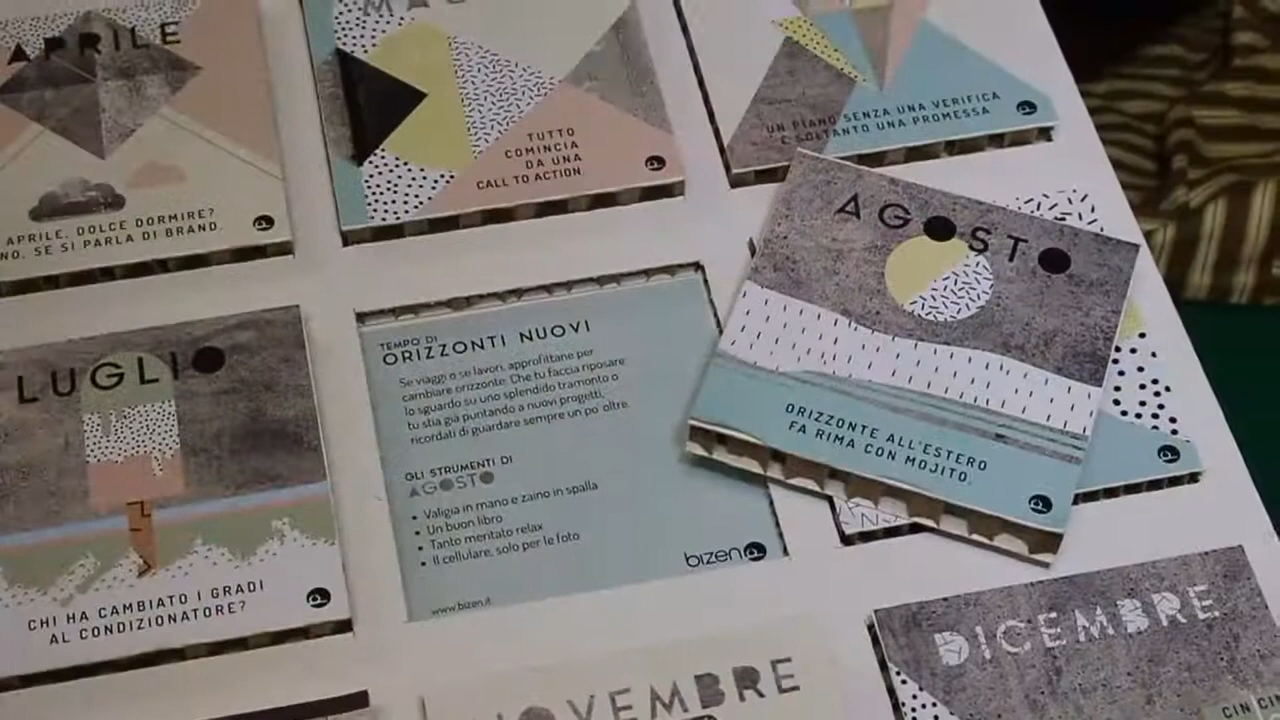 APRILE
APRILE, DOLCE DORMIRE?
NO, SE SI PARLA DI BRAND.
TUTTO
COMINCIA
DA UNA
CALL TO ACTION.
UN PIANO SENZA UNA VERIFICA
È SOLTANTO UNA PROMESSA
AGOSTO
ORIZZONTE ALL'ESTERO
FA RIMA CON MOJITO.
LUGLIO
CHI HA CAMBIATO I GRADI
AL CONDIZIONATORE?
TEMPO DI
ORIZZONTI NUOVI
Se viaggi o se lavori, approfittane per
cambiare orizzonte. Che tu faccia riposare
lo sguardo su uno splendido tramonto o
tu stia già puntando a nuovi progetti,
ricordati di guardare sempre un po' oltre.
GLI STRUMENTI DI
AGOSTO
• Valigia in mano e zaino in spalla
• Un buon libro
• Tanto meritato relax
• Il cellulare, solo per le foto
bizen
www.bizen.it
NOVEMBRE
DICEMBRE
CIN CIN